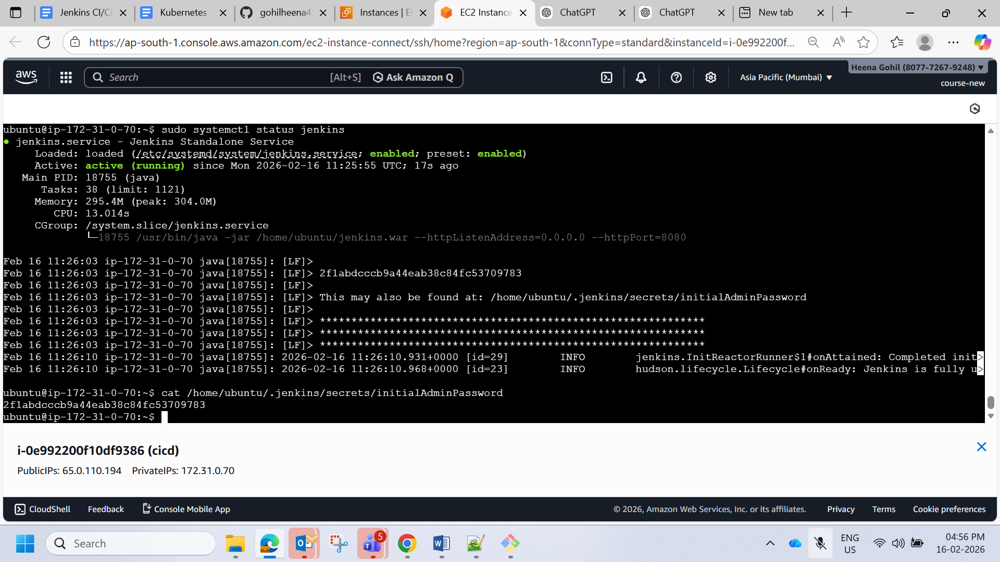 Jenkins CI/CI
Kubernetes -
gohilheena4
Instances | E
EC2 Instance
ChatGPT
ChatGPT
New tab
https://ap-south-1.console.aws.amazon.com/ec2-instance-connect/ssh/home?region=ap-south-1&connType=standard&instanceId=i-0e992200f...
aws
Search
[Alt+S]
Ask Amazon Q
Asia Pacific (Mumbai)
Heena Gohil (8077-7267-9248)
course-new
ubuntu@ip-172-31-0-70:~$ sudo systemctl status jenkins
● jenkins.service - Jenkins Standalone Service
Loaded: loaded (/etc/systemd/system/jenkins.service; enabled; preset: enabled)
Active: active (running) since Mon 2026-02-16 11:25:55 UTC; 17s ago
Main PID: 18755 (java)
Tasks: 38 (limit: 1121)
Memory: 295.4M (peak: 304.0M)
CPU: 13.014s
CGroup: /system.slice/jenkins.service
└─18755 /usr/bin/java -jar /home/ubuntu/jenkins.war --httpListenAddress=0.0.0.0 --httpPort=8080
Feb 16 11:26:03 ip-172-31-0-70 java[18755]: [LF]>
Feb 16 11:26:03 ip-172-31-0-70 java[18755]: [LF]> 2f1abdcccb9a44eab38c84fc53709783
Feb 16 11:26:03 ip-172-31-0-70 java[18755]: [LF]>
Feb 16 11:26:03 ip-172-31-0-70 java[18755]: [LF]> This may also be found at: /home/ubuntu/.jenkins/secrets/initialAdminPassword
Feb 16 11:26:03 ip-172-31-0-70 java[18755]: [LF]>
Feb 16 11:26:03 ip-172-31-0-70 java[18755]: [LF]> *************************************************************
Feb 16 11:26:03 ip-172-31-0-70 java[18755]: [LF]> *************************************************************
Feb 16 11:26:03 ip-172-31-0-70 java[18755]: [LF]> *************************************************************
Feb 16 11:26:10 ip-172-31-0-70 java[18755]: 2026-02-16 11:26:10.931+0000 [id=29] INFO jenkins.InitReactorRunner$1#onAttained: Completed init>
Feb 16 11:26:10 ip-172-31-0-70 java[18755]: 2026-02-16 11:26:10.968+0000 [id=23] INFO hudson.lifecycle.Lifecycle#onReady: Jenkins is fully u>
ubuntu@ip-172-31-0-70:~$ cat /home/ubuntu/.jenkins/secrets/initialAdminPassword
2f1abdcccb9a44eab38c84fc53709783
ubuntu@ip-172-31-0-70:~$
i-0e992200f10df9386 (cicd)
PublicIPs: 65.0.110.194 PrivateIPs: 172.31.0.70
CloudShell
Feedback
Console Mobile App
© 2026, Amazon Web Services, Inc. or its affiliates.
Privacy
Terms
Cookie preferences
Search
5
ENG
US
04:56 PM
16-02-2026